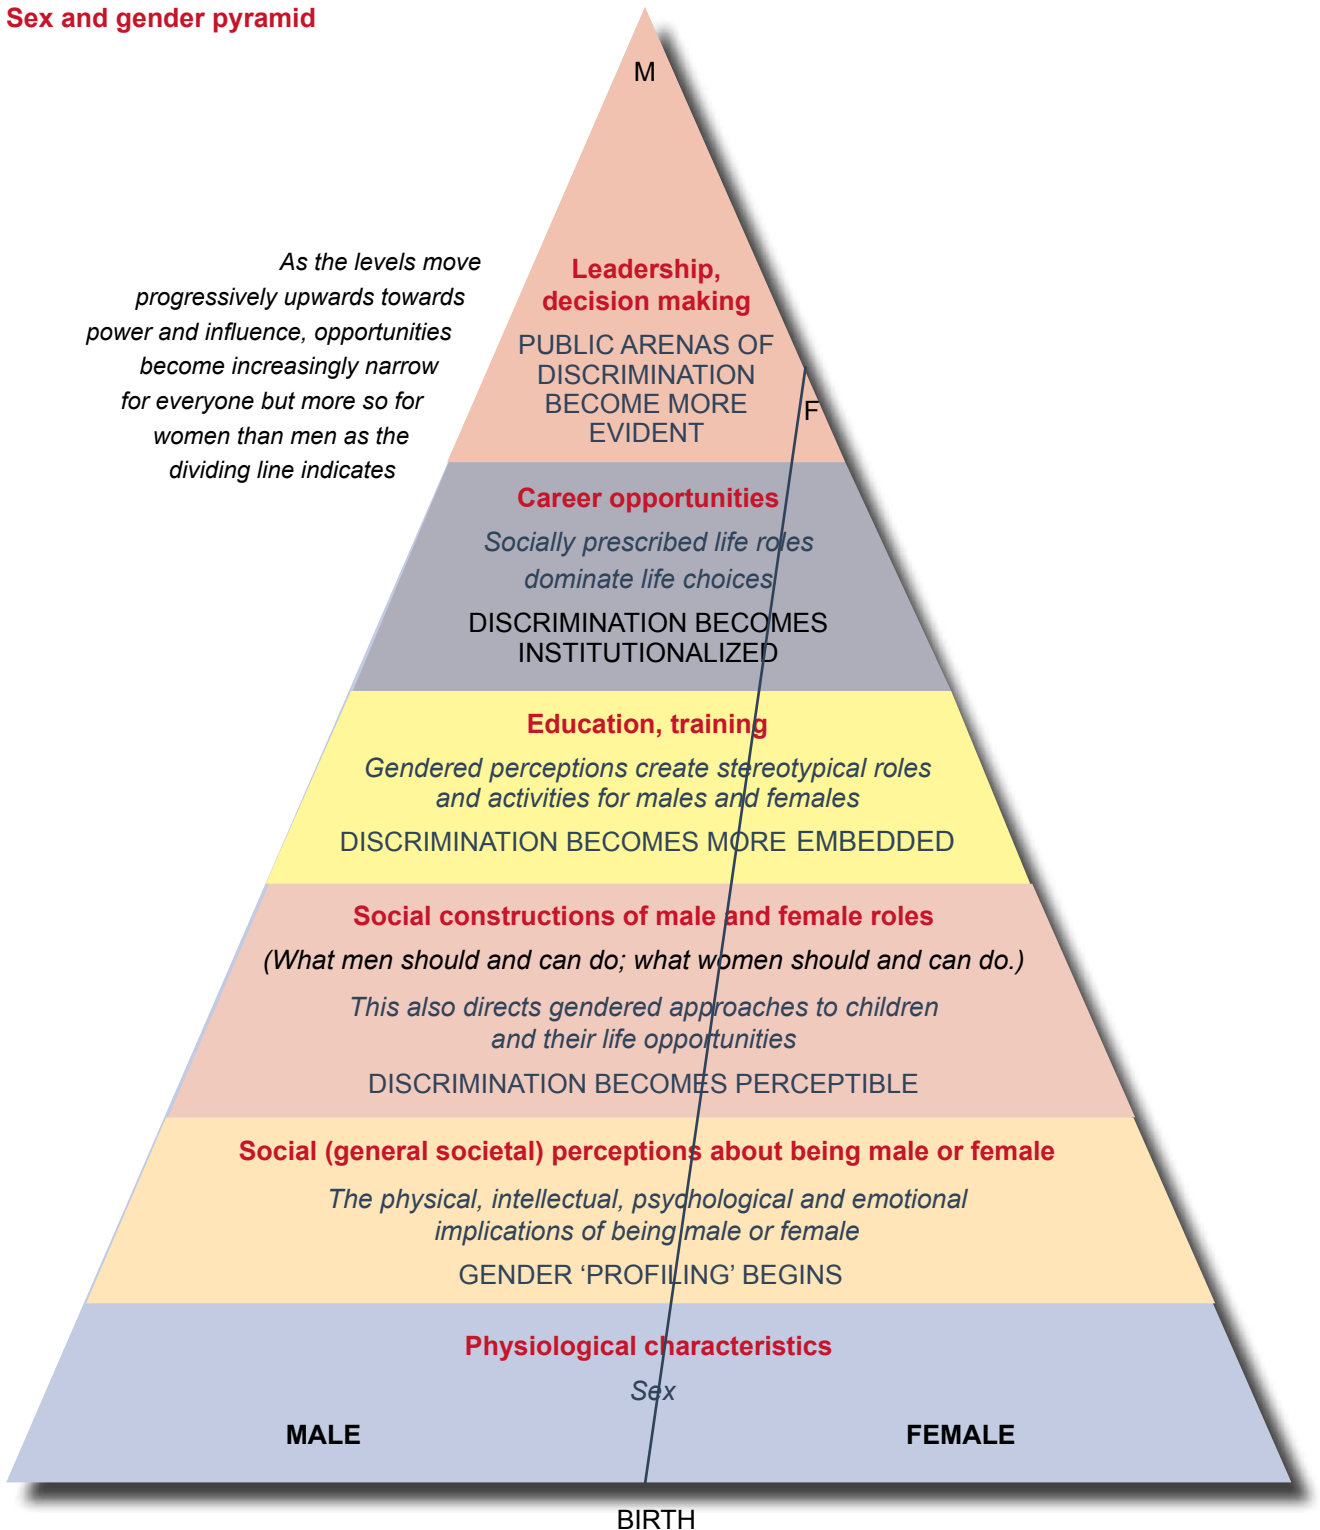 Sex and gender pyramid
M
As the levels move
progressively upwards towards
power and influence, opportunities
become increasingly narrow
for everyone but more so for
women than men as the
dividing line indicates
Leadership,
decision making
PUBLIC ARENAS OF
DISCRIMINATION
BECOME MORE
EVIDENT
F
Career opportunities
Socially prescribed life roles
dominate life choices
DISCRIMINATION BECOMES
INSTITUTIONALIZED
Education, training
Gendered perceptions create stereotypical roles
and activities for males and females
DISCRIMINATION BECOMES MORE EMBEDDED
Social constructions of male and female roles
(What men should and can do; what women should and can do.)
This also directs gendered approaches to children
and their life opportunities
DISCRIMINATION BECOMES PERCEPTIBLE
Social (general societal) perceptions about being male or female
The physical, intellectual, psychological and emotional
implications of being male or female
GENDER ‘PROFILING’ BEGINS
Physiological characteristics
Sex
MALE
FEMALE
BIRTH